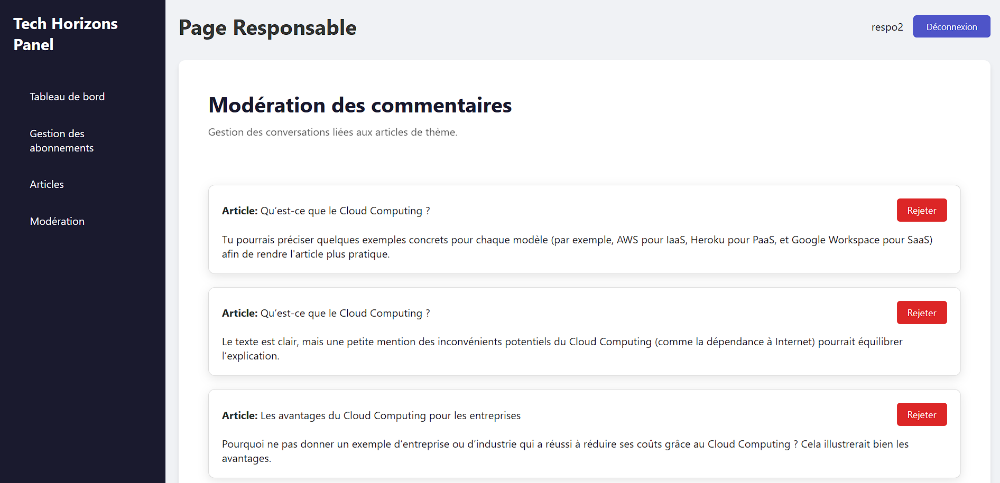 Tech Horizons
Panel
Tableau de bord
Gestion des
abonnements
Articles
Modération
Page Responsable
respo2
Déconnexion
Modération des commentaires
Gestion des conversations liées aux articles de thème.
Article: Qu’est-ce que le Cloud Computing ?
Rejeter
Tu pourrais préciser quelques exemples concrets pour chaque modèle (par exemple, AWS pour IaaS, Heroku pour PaaS, et Google Workspace pour SaaS)
afin de rendre l'article plus pratique.
Article: Qu’est-ce que le Cloud Computing ?
Rejeter
Le texte est clair, mais une petite mention des inconvénients potentiels du Cloud Computing (comme la dépendance à Internet) pourrait équilibrer
l’explication.
Article: Les avantages du Cloud Computing pour les entreprises
Rejeter
Pourquoi ne pas donner un exemple d’entreprise ou d’industrie qui a réussi à réduire ses coûts grâce au Cloud Computing ? Cela illustrerait bien les
avantages.